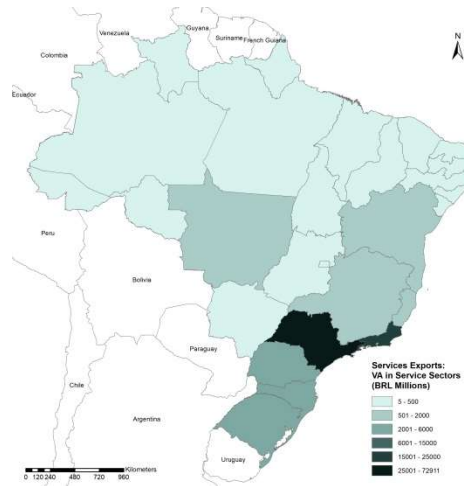 Guyana
Venezuela
Suriname
French Guiana
Colombia
N
Ecuador
Peru
Bolivia
Paraguay
Chile
Argentina
Uruguay
Services Exports:
VA in Service Sectors
(BRL Millions)
5 - 500
501 - 2000
2001 - 6000
6001 - 15000
15001 - 25000
25001 - 72911
Kilometers
0 120 240 480 720 960